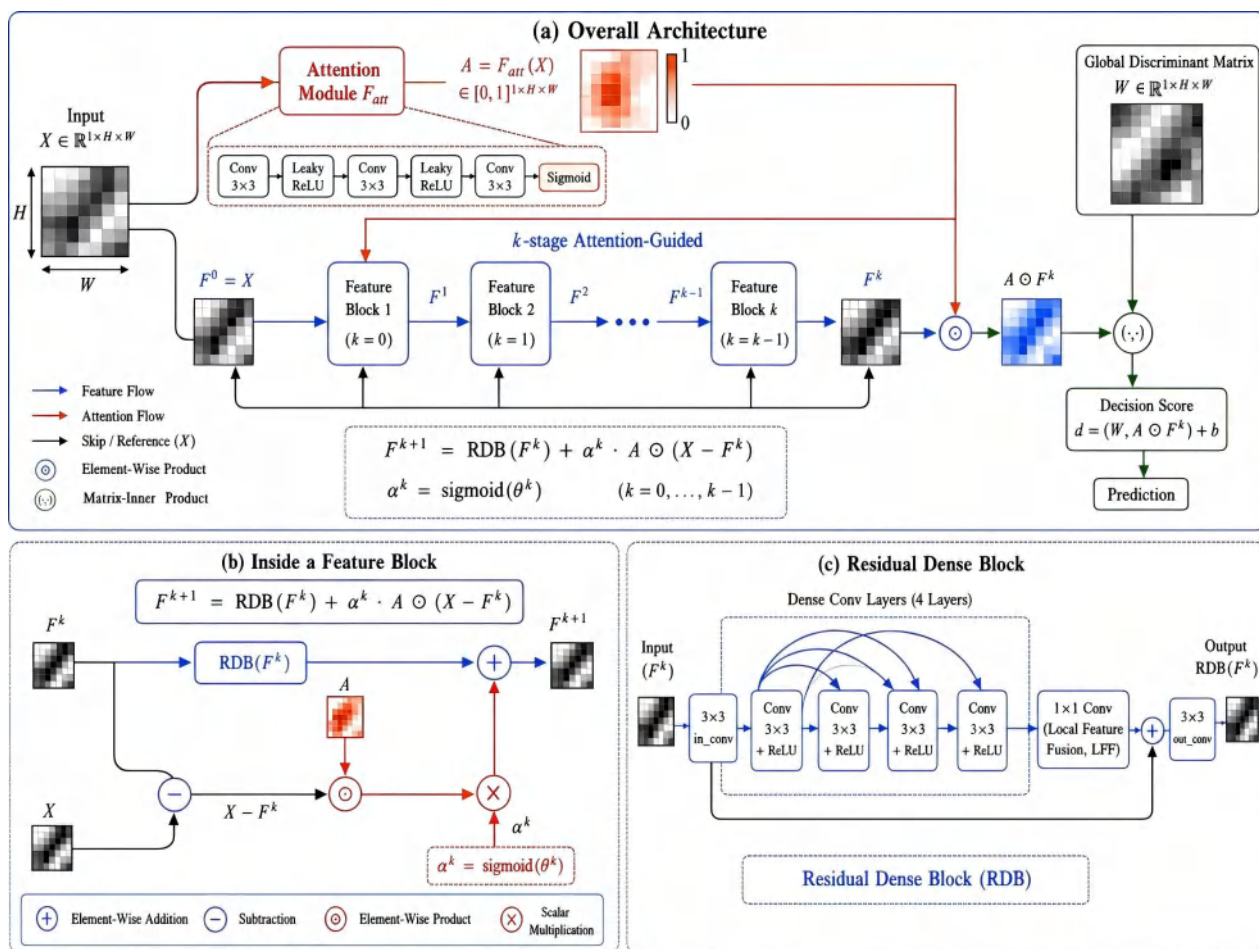 (a) Overall Architecture
Input
X ∈ ℝ^{1×H×W}
H
W
Attention
Module F_{att}
A = F_{att}(X)
∈ [0, 1]^{1×H×W}
1
0
Conv
3×3
Leaky
ReLU
Conv
3×3
Leaky
ReLU
Conv
3×3
Sigmoid
Global Discriminant Matrix
W ∈ ℝ^{1×H×W}
k-stage Attention-Guided
F^0 = X
Feature
Block 1
(k = 0)
F^1
Feature
Block 2
(k = 1)
F^2
F^{k−1}
Feature
Block k
(k = k − 1)
F^k
⊙
A ⊙ F^k
(·,·)
Feature Flow
Attention Flow
Skip / Reference (X)
⊙ Element-Wise Product
(·,·) Matrix-Inner Product
F^{k+1} = RDB(F^k) + α^k · A ⊙ (X − F^k)
α^k = sigmoid(θ^k) (k = 0, … , k − 1)
Decision Score
d = (W, A ⊙ F^k) + b
Prediction
(b) Inside a Feature Block
F^{k+1} = RDB(F^k) + α^k · A ⊙ (X − F^k)
F^k
RDB(F^k)
+
F^{k+1}
A
X
−
X − F^k
⊙
×
α^k
α^k = sigmoid(θ^k)
+ Element-Wise Addition
− Subtraction
⊙ Element-Wise Product
× Scalar
Multiplication
(c) Residual Dense Block
Dense Conv Layers (4 Layers)
Input
(F^k)
3×3
in_conv
Conv
3×3
+ ReLU
Conv
3×3
+ ReLU
Conv
3×3
+ ReLU
Conv
3×3
+ ReLU
1×1 Conv
(Local Feature
Fusion, LFF)
+
3×3
out_conv
Output
RDB(F^k)
Residual Dense Block (RDB)